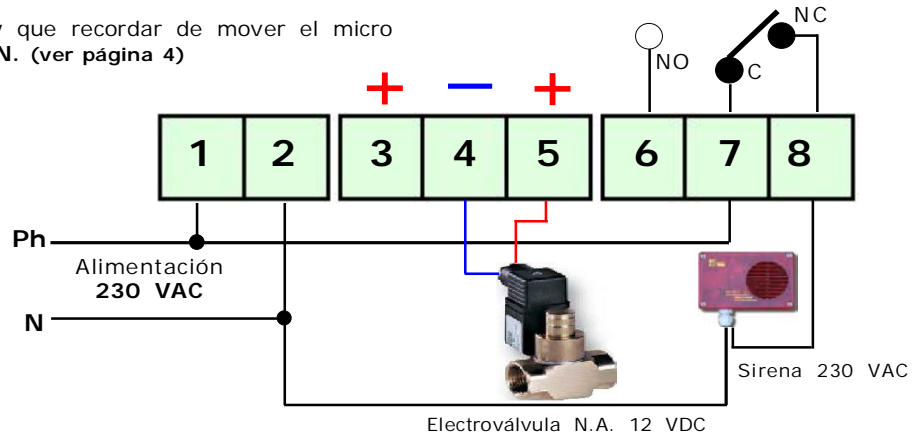 y que recordar de mover el micro
N. (ver página 4)
NC
NO
C
+ — +
1 2 3 4 5 6 7 8
Ph
Alimentación
230 VAC
N
Sirena 230 VAC
Electroválvula N.A. 12 VDC